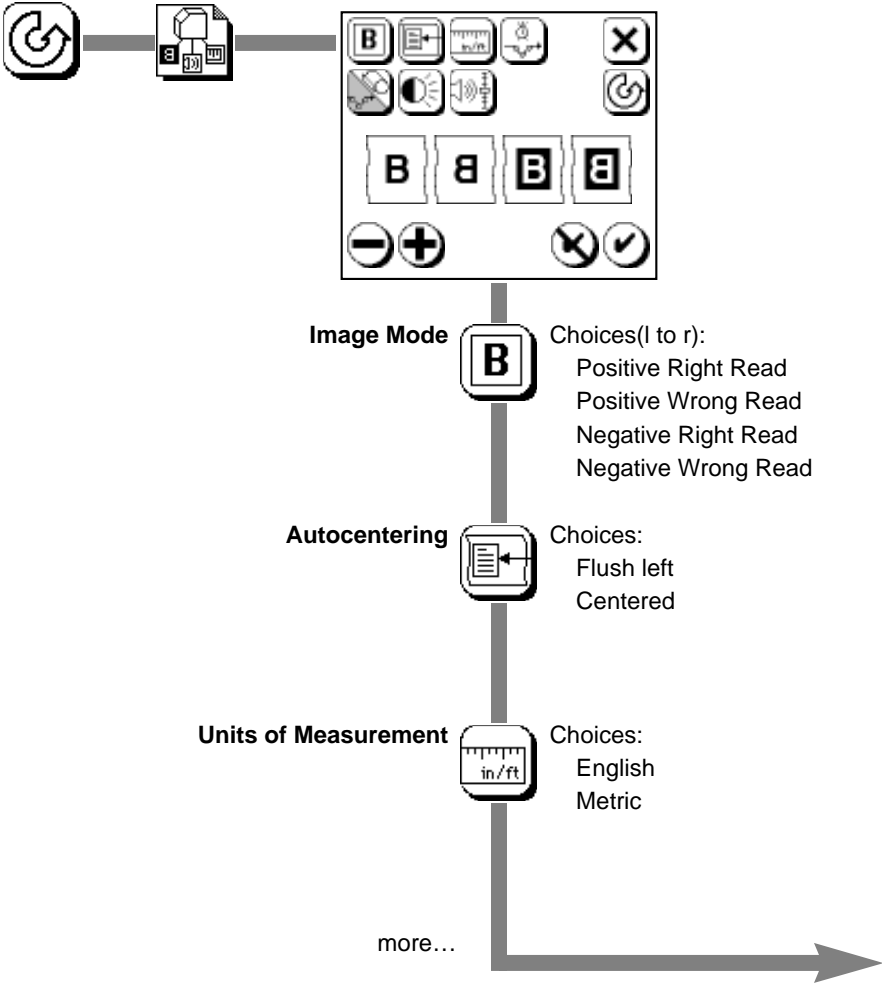 B
in/ft
B B B B
Image Mode
B
Choices(l to r):
Positive Right Read
Positive Wrong Read
Negative Right Read
Negative Wrong Read
Autocentering
Choices:
Flush left
Centered
Units of Measurement
in/ft
Choices:
English
Metric
more…